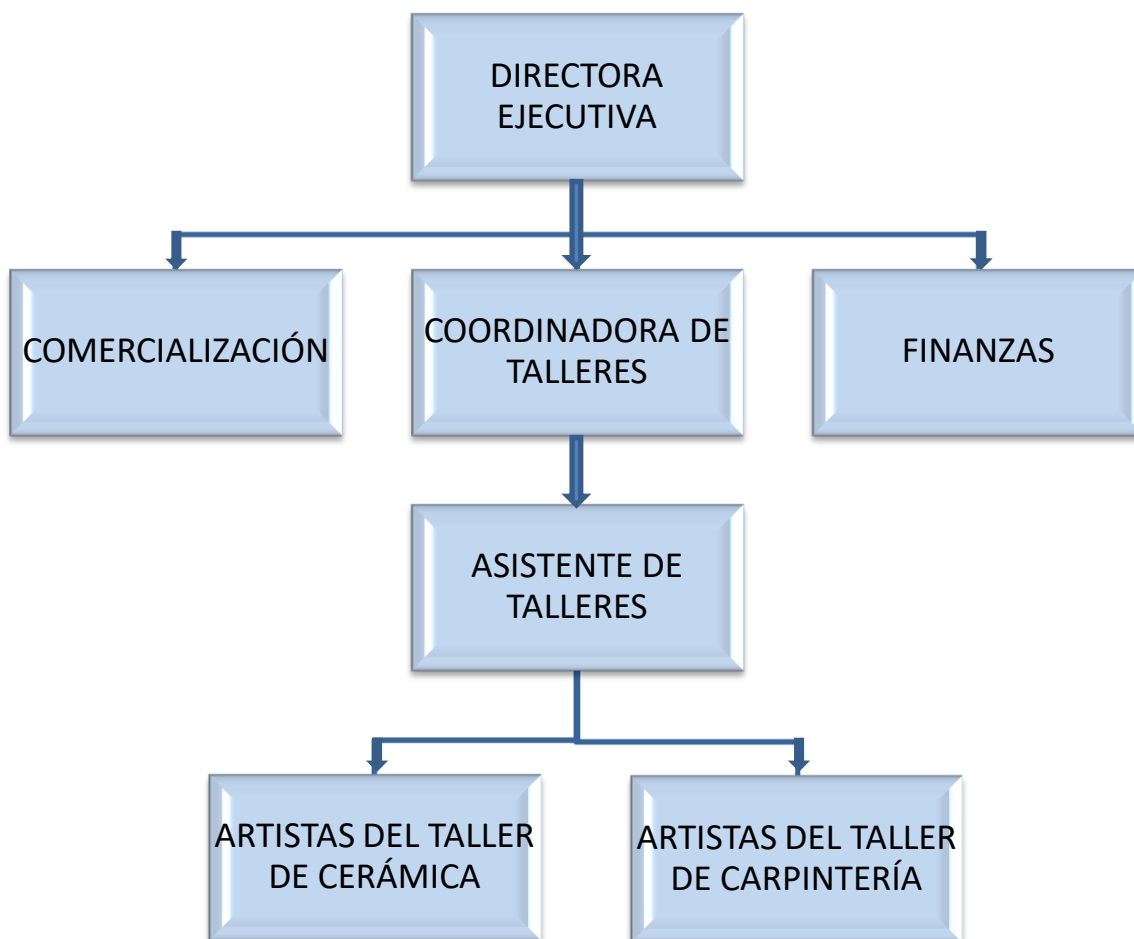 DIRECTORA
EJECUTIVA
COMERCIALIZACIÓN
COORDINADORA DE
TALLERES
FINANZAS
ASISTENTE DE
TALLERES
ARTISTAS DEL TALLER
DE CERÁMICA
ARTISTAS DEL TALLER
DE CARPINTERÍA